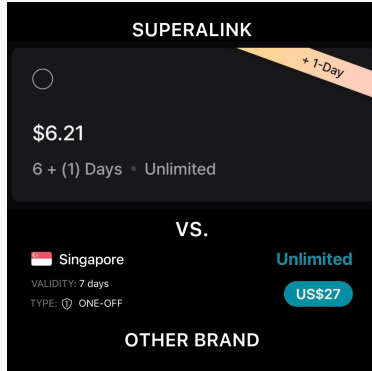 SUPERALINK
+ 1-Day
$6.21
6 + (1) Days • Unlimited
VS.
Singapore Unlimited
VALIDITY: 7 days
US$27
TYPE: ONE-OFF
OTHER BRAND